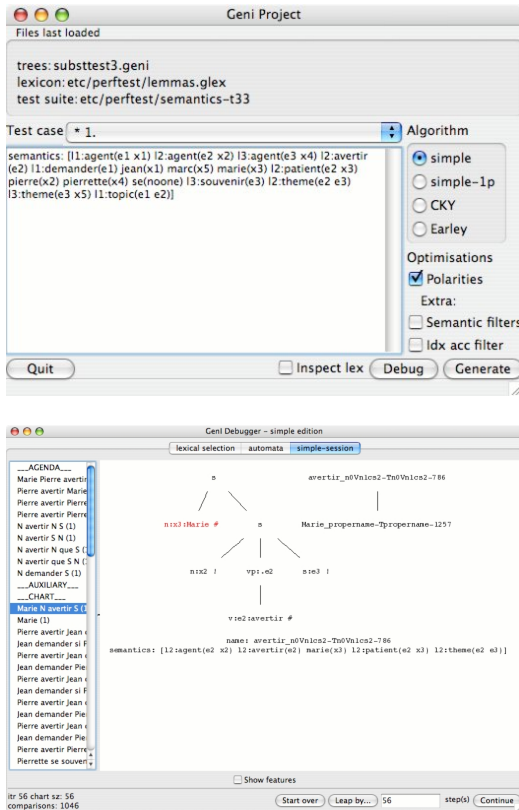 Geni Project
Files last loaded
trees: substtest3.geni
lexicon: etc/perftest/lemmas.glex
test suite: etc/perftest/semantics-t33
Test case * 1.
semantics: [l1:agent(e1 x1) l2:agent(e2 x2) l3:agent(e3 x4) l2:avertir
(e2) l1:demander(e1) jean(x1) marc(x5) marie(x3) l2:patient(e2 x3)
pierre(x2) pierrette(x4) se(noone) l3:souvenir(e3) l2:theme(e2 e3)
l3:theme(e3 x5) l1:topic(e1 e2)]
Algorithm
simple
simple-1p
CKY
Earley
Optimisations
Polarities
Extra:
Semantic filters
Idx acc filter
Quit
Inspect lex
Debug
Generate
GenI Debugger - simple edition
lexical selection automata simple-session
___AGENDA___
Marie Pierre avertir
Pierre avertir Marie
Pierre avertir Pierre
Pierre avertir Pierre
N avertir N S (1)
N avertir S N (1)
N avertir N que S (
N avertir que S N (
N demander S (1)
___AUXILIARY___
___CHART___
Marie N avertir S (1
Marie (1)
Pierre avertir Jean
Jean demander si P
Pierre avertir Jean
Jean demander Pie
Pierre avertir Jean
Jean demander si P
Pierre avertir Jean
Jean demander Pie
Pierre avertir Jean
Jean demander Pie
Pierre avertir Pierre
Pierrette se souven
s avertir_n0Vn1cs2-Tn0Vn1cs2-786
n:x3:Marie # s Marie_propername-Tpropername-1257
n:x2 ! vp:.e2 s:e3 !
v:e2:avertir #
name: avertir_n0Vn1cs2-Tn0Vn1cs2-786
semantics: [l2:agent(e2 x2) l2:avertir(e2) marie(x3) l2:patient(e2 x3) l2:theme(e2 e3)]
Show features
itr 56 chart sz: 56
comparisons: 1046
Start over Leap by... 56 step(s) Continue